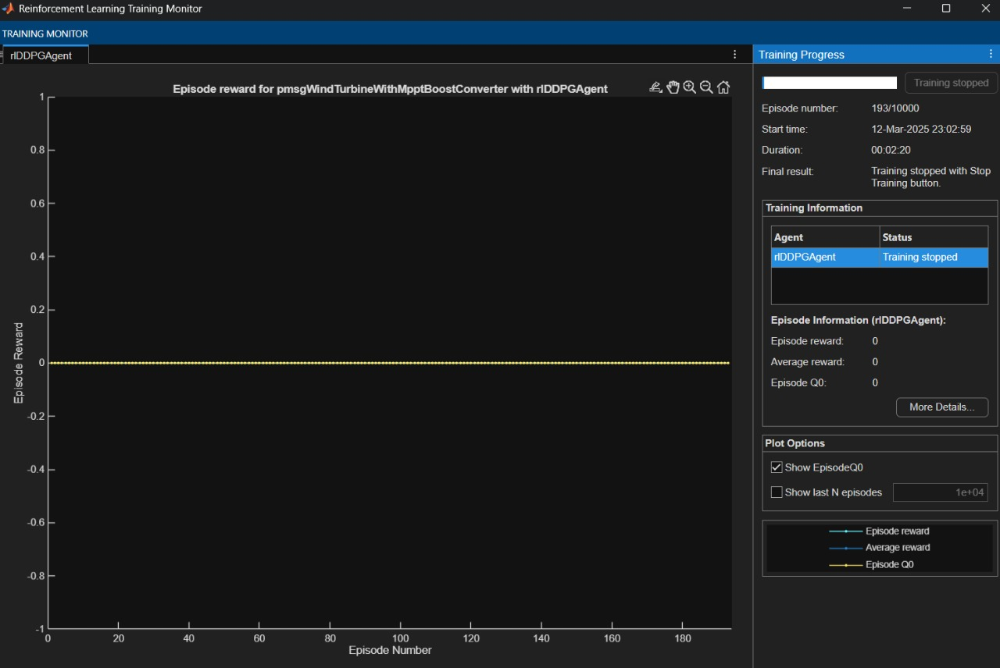 Reinforcement Learning Training Monitor
TRAINING MONITOR
rlDDPGAgent
Episode reward for pmsgWindTurbineWithMpptBoostConverter with rlDDPGAgent
1
0.8
0.6
0.4
0.2
0
-0.2
-0.4
-0.6
-0.8
-1
Episode Reward
0 20 40 60 80 100 120 140 160 180
Episode Number
Training Progress
Training stopped
Episode number: 193/10000
Start time: 12-Mar-2025 23:02:59
Duration: 00:02:20
Final result: Training stopped with Stop
Training button.
Training Information
Agent Status
rlDDPGAgent Training stopped
Episode Information (rlDDPGAgent):
Episode reward: 0
Average reward: 0
Episode Q0: 0
More Details...
Plot Options
Show EpisodeQ0
Show last N episodes 1e+04
Episode reward
Average reward
Episode Q0